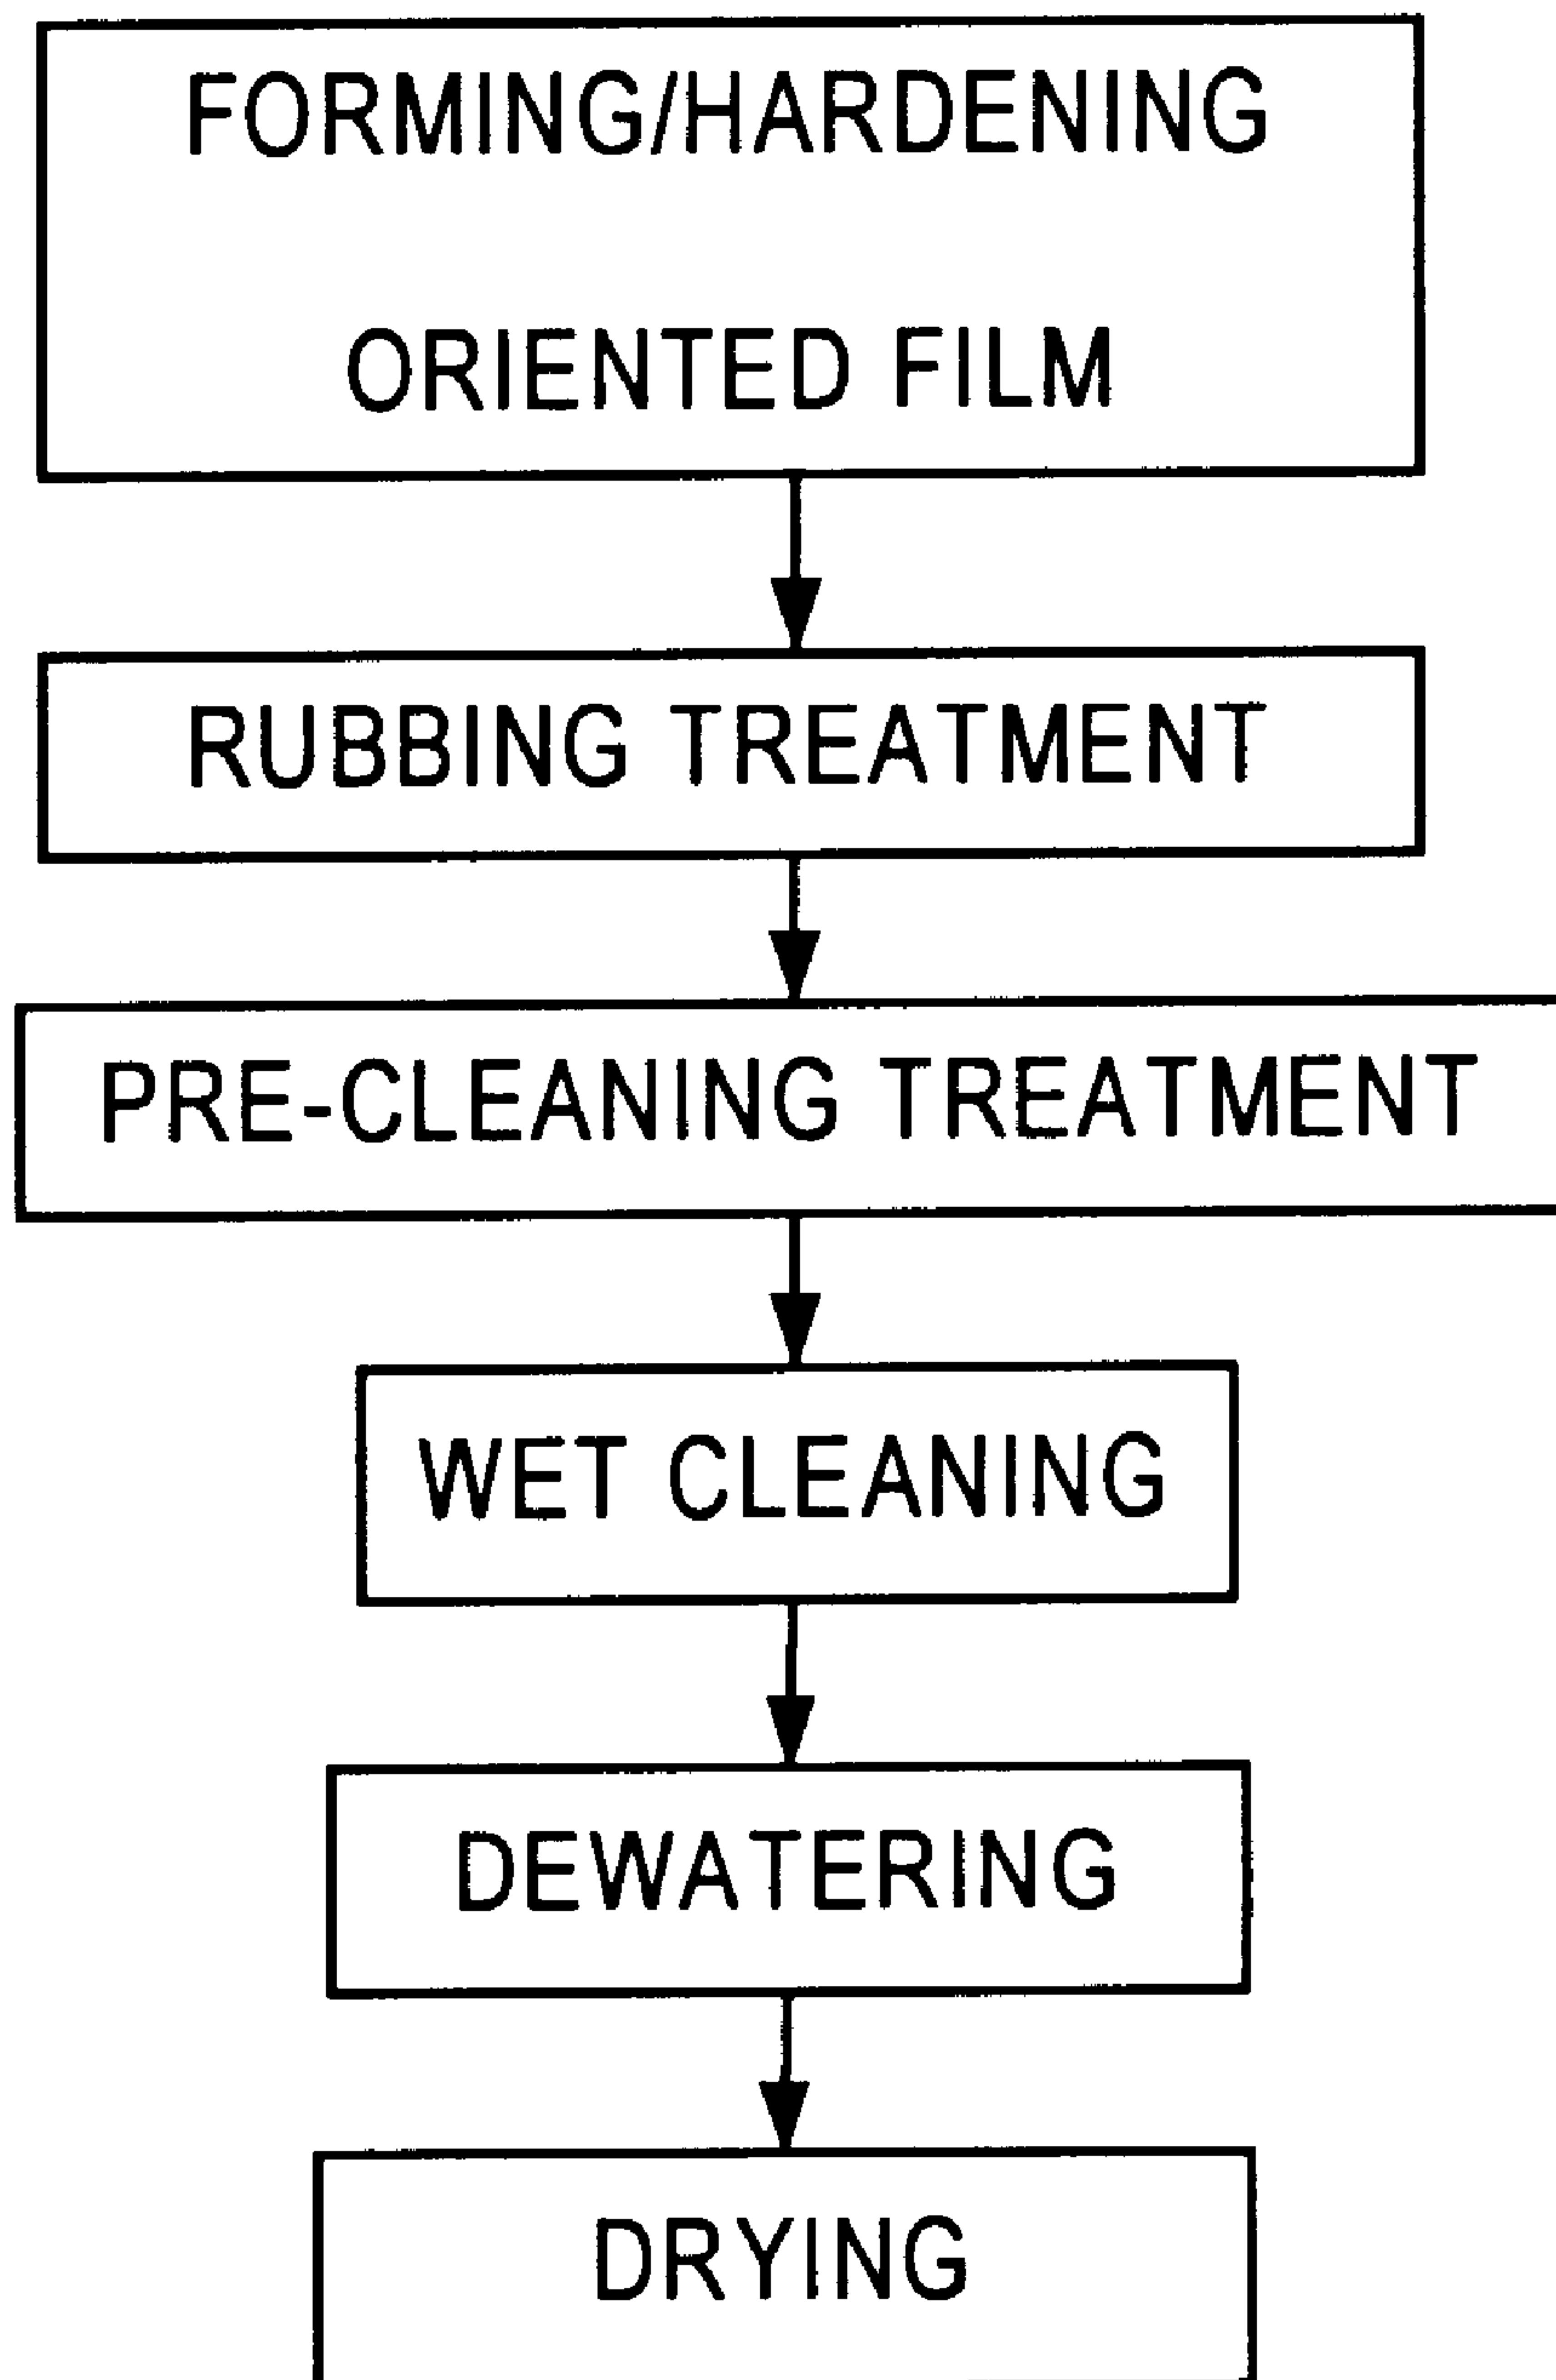 FORMING/HARDENING
ORIENTED FILM
RUBBING TREATMENT
PRE-CLEANING TREATMENT
WET CLEANING
DEWATERING
DRYING